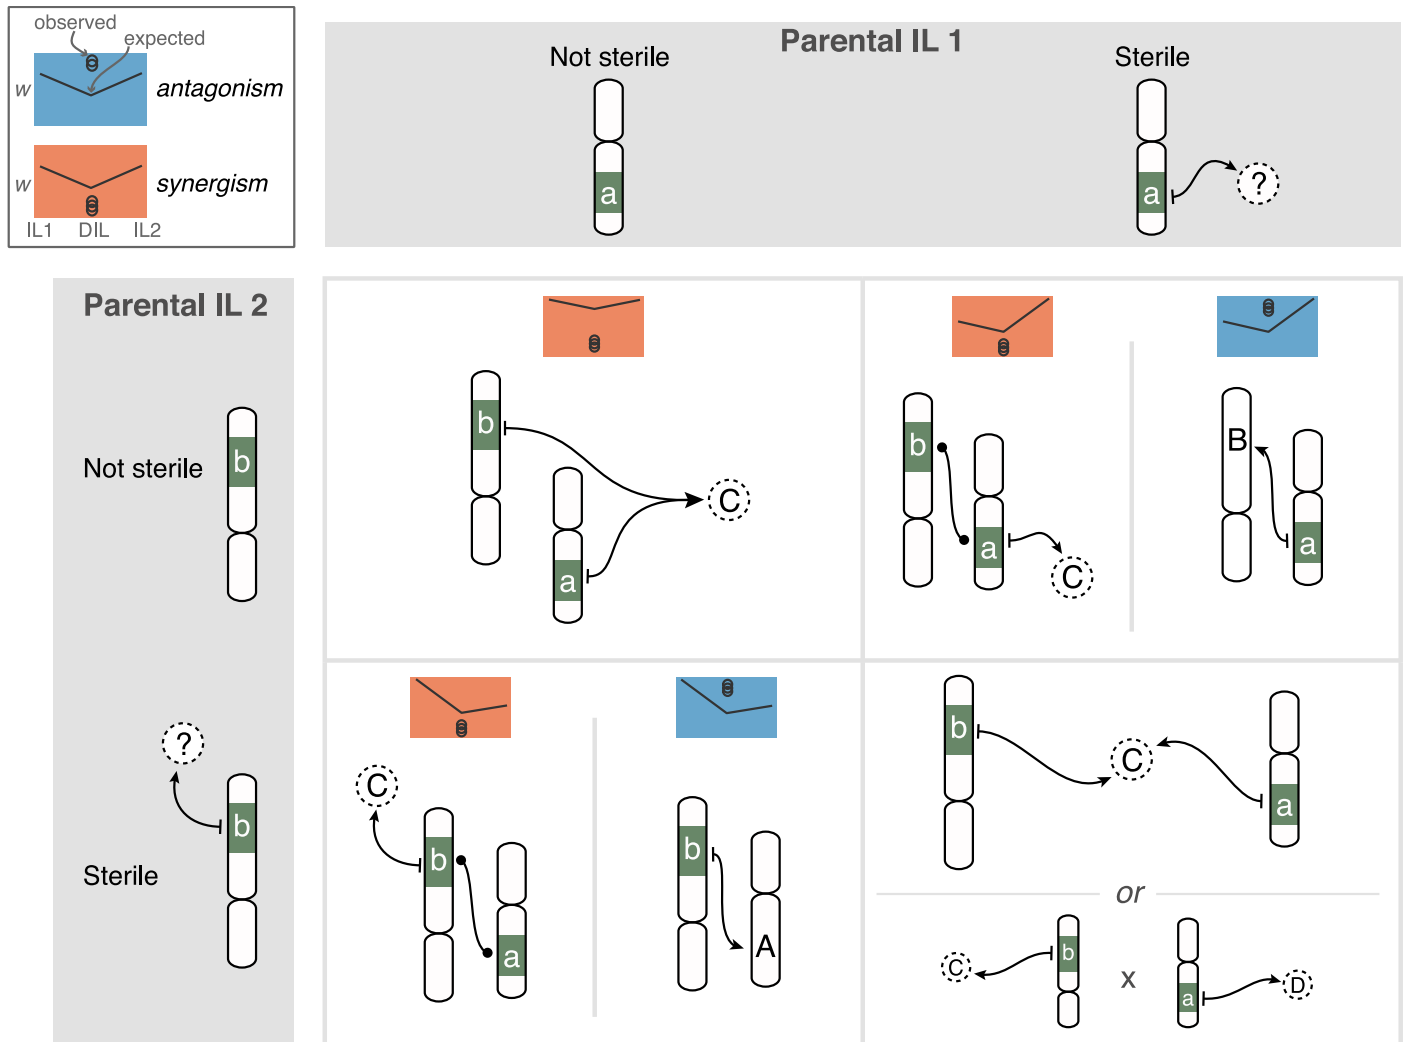 observed
expected
w
antagonism
w
synergism
IL1 DIL IL2
Parental IL 1
Not sterile
Sterile
a
a
?
Parental IL 2
Not sterile
b
?
b
Sterile
b
a
C
b
a
C
B
a
C
b
a
b
A
b
C
a
or
C
b
x
a
D